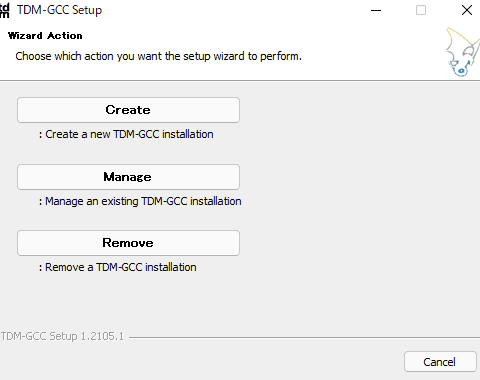 tdm TDM-GCC Setup
Wizard Action
Choose which action you want the setup wizard to perform.
Create
: Create a new TDM-GCC installation
Manage
: Manage an existing TDM-GCC installation
Remove
: Remove a TDM-GCC installation
TDM-GCC Setup 1.2105.1
Cancel